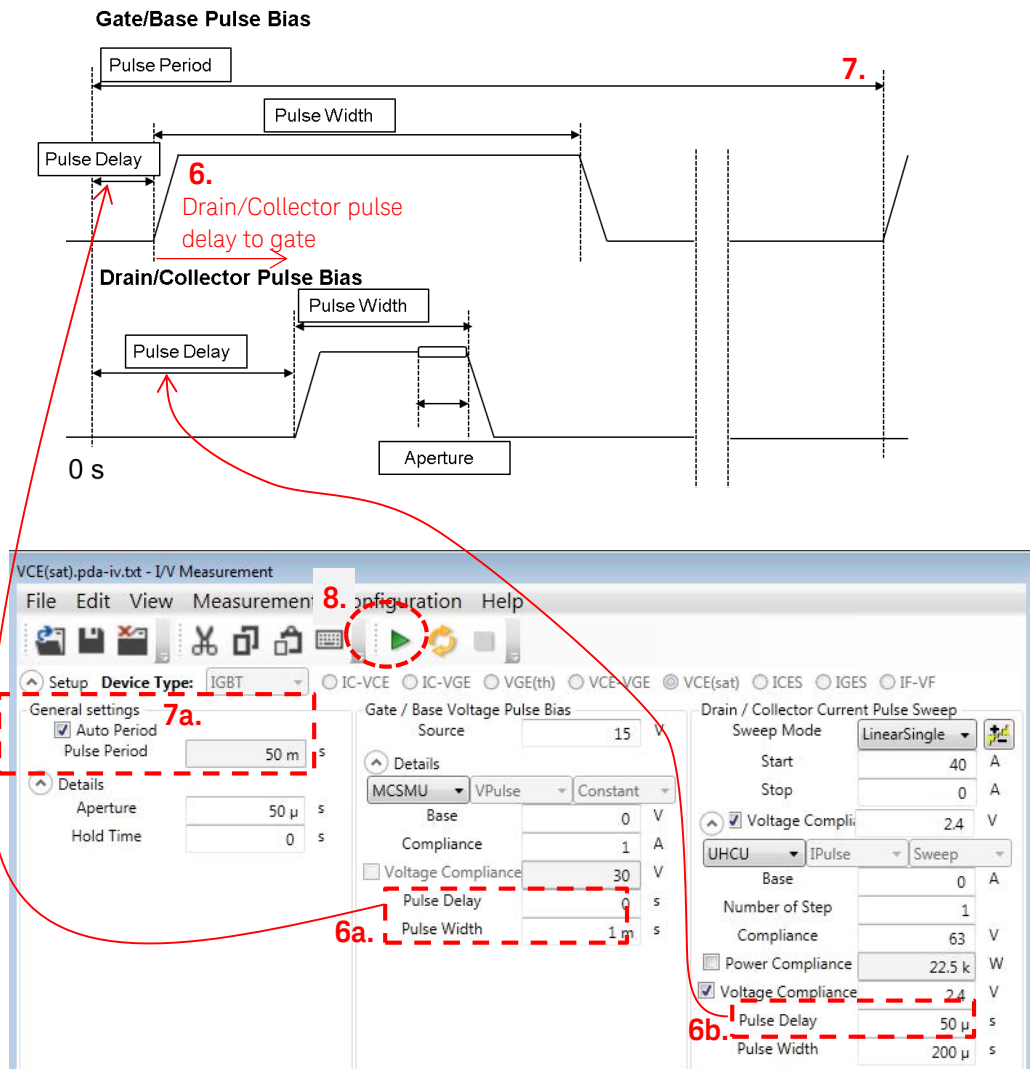 Gate/Base Pulse Bias
Pulse Period
7.
Pulse Width
Pulse Delay
6.
Drain/Collector pulse
delay to gate
Drain/Collector Pulse Bias
Pulse Width
Pulse Delay
Aperture
0 s
VCE(sat).pda-iv.txt - I/V Measurement
File Edit View Measurement 8. onfiguration Help
Setup Device Type: IGBT IC-VCE IC-VGE VGE(th) VCE-VGE VCE(sat) ICES IGES IF-VF
General settings 7a. Gate / Base Voltage Pulse Bias Drain / Collector Current Pulse Sweep
Auto Period Source 15 V Sweep Mode LinearSingle
Pulse Period 50 m s Start 40 A
Details Details Stop 0 A
MCSMU VPulse Constant
Aperture 50 µ s Base 0 V Voltage Compli 2.4 V
Hold Time 0 s Compliance 1 A UHCU IPulse Sweep
Voltage Compliance 30 V Base 0 A
Pulse Delay 0 s Number of Step 1
6a. Pulse Width 1 m s Compliance 63 V
Power Compliance 22.5 k W
Voltage Compliance 2.4 V
6b. Pulse Delay 50 µ s
Pulse Width 200 µ s